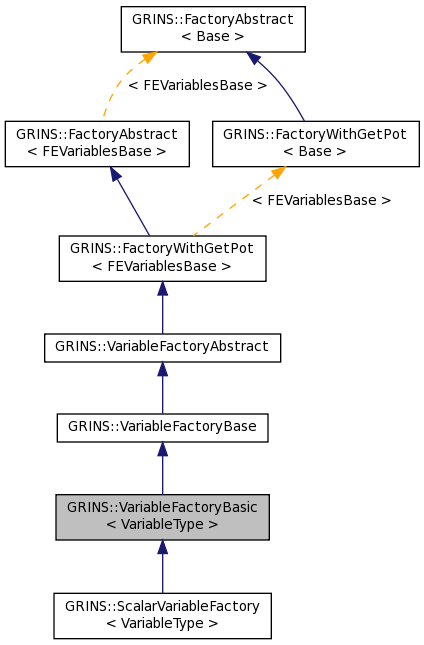 GRINS::FactoryAbstract
< Base >
< FEVariablesBase >
GRINS::FactoryAbstract
< FEVariablesBase >
GRINS::FactoryWithGetPot
< Base >
< FEVariablesBase >
GRINS::FactoryWithGetPot
< FEVariablesBase >
GRINS::VariableFactoryAbstract
GRINS::VariableFactoryBase
GRINS::VariableFactoryBasic
< VariableType >
GRINS::ScalarVariableFactory
< VariableType >